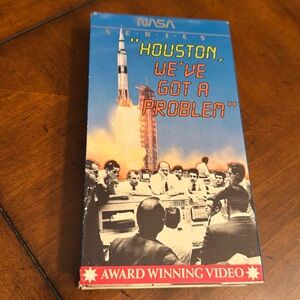 NASA
SERIES
"HOUSTON,
WE'VE
GOT A
PROBLEM"
AWARD WINNING VIDEO